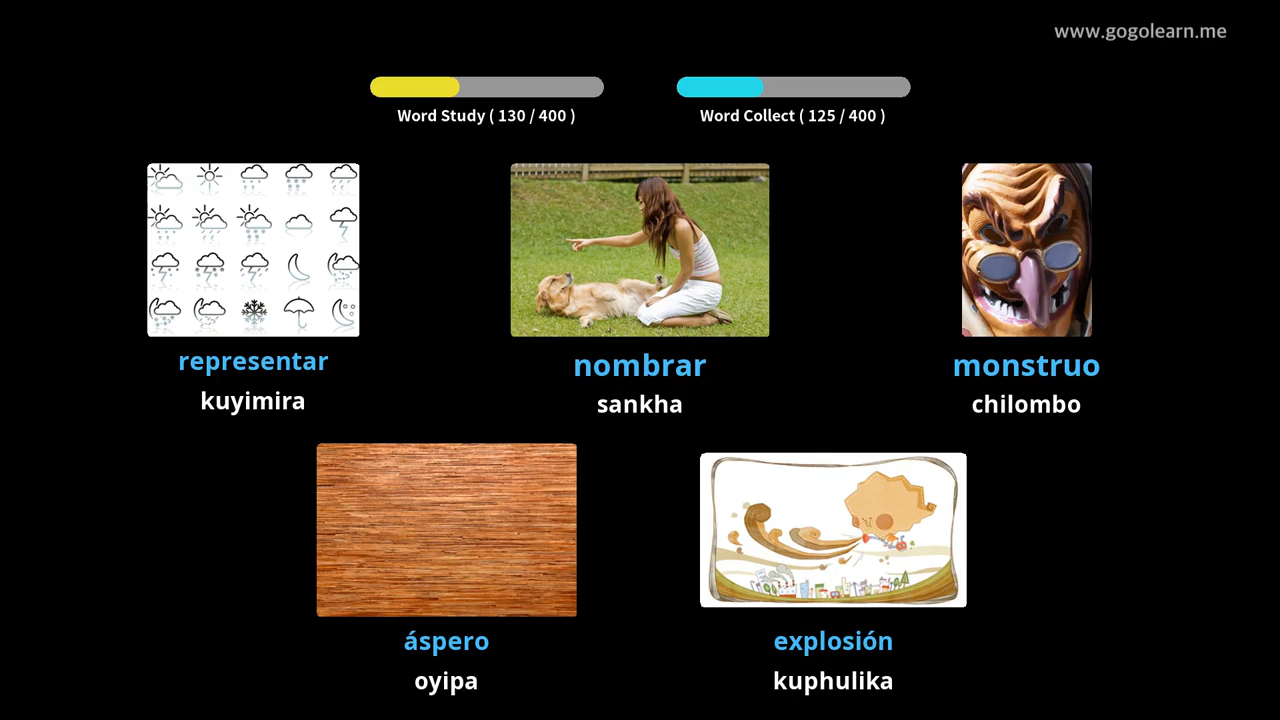 www.gogolearn.me
Word Study ( 130 / 400 )
Word Collect ( 125 / 400 )
representar
kuyimira
nombrar
sankha
monstruo
chilombo
áspero
oyipa
explosión
kuphulika